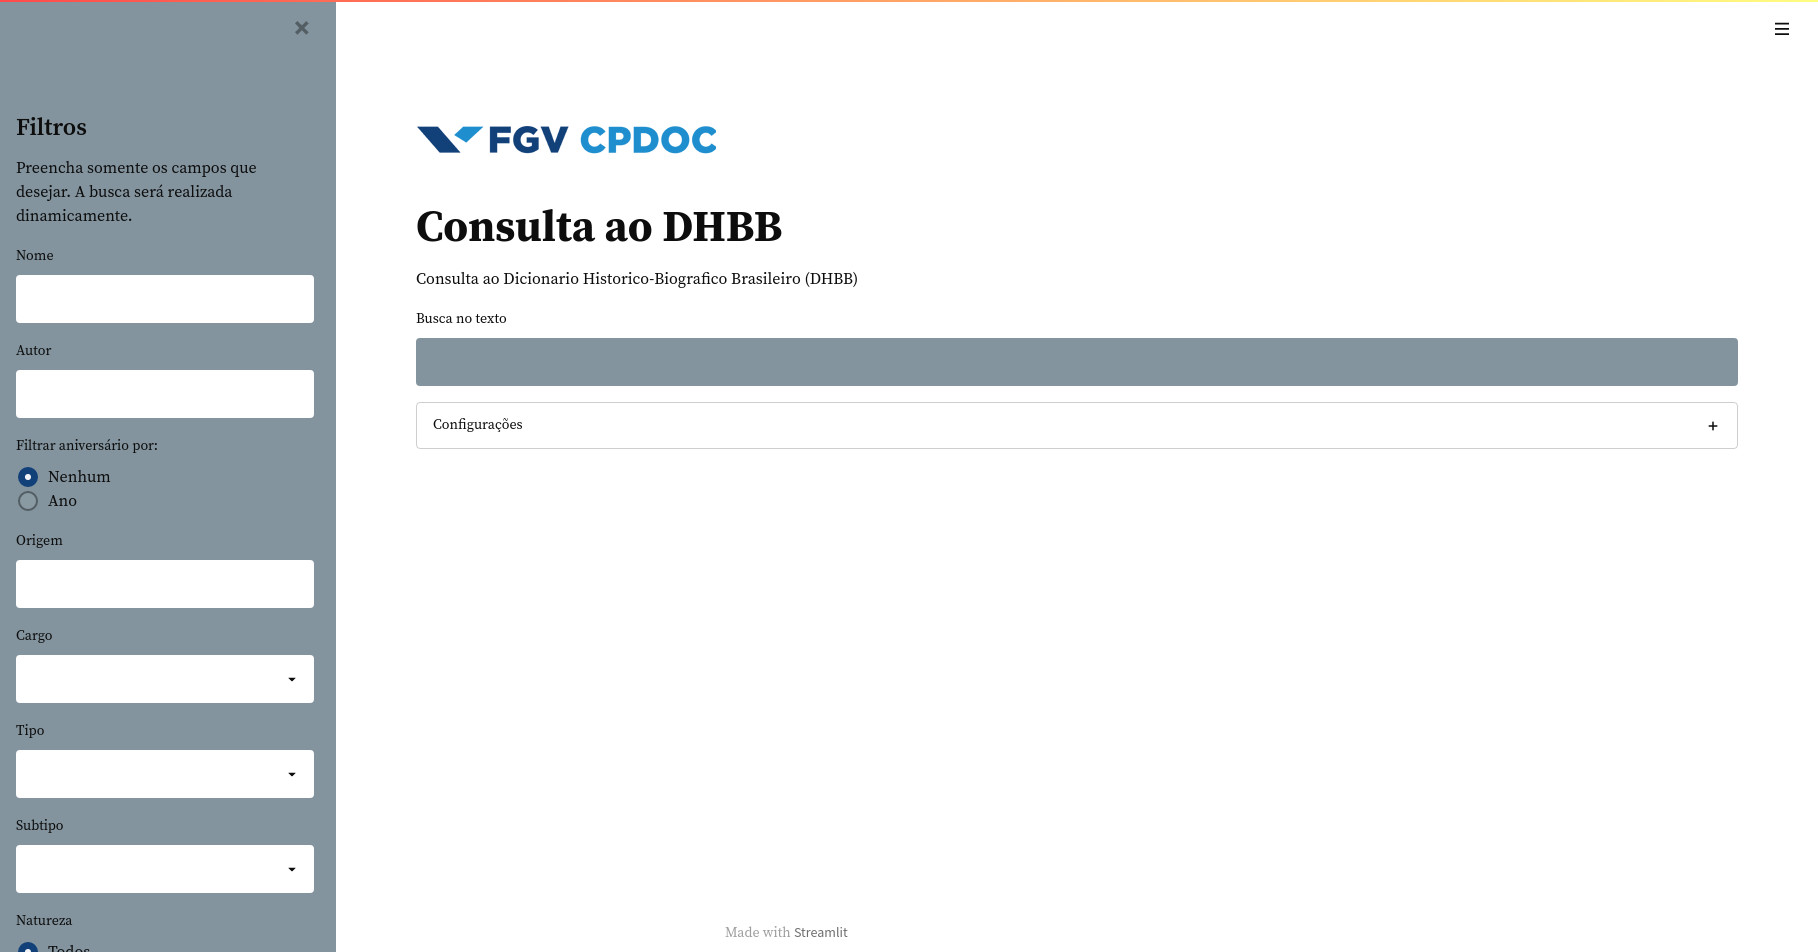 Filtros
Preencha somente os campos que
desejar. A busca será realizada
dinamicamente.
Nome
Autor
Filtrar aniversário por:
Nenhum
Ano
Origem
Cargo
Tipo
Subtipo
Natureza
Todos
FGV CPDOC
Consulta ao DHBB
Consulta ao Dicionario Historico-Biografico Brasileiro (DHBB)
Busca no texto
Configurações
Made with Streamlit